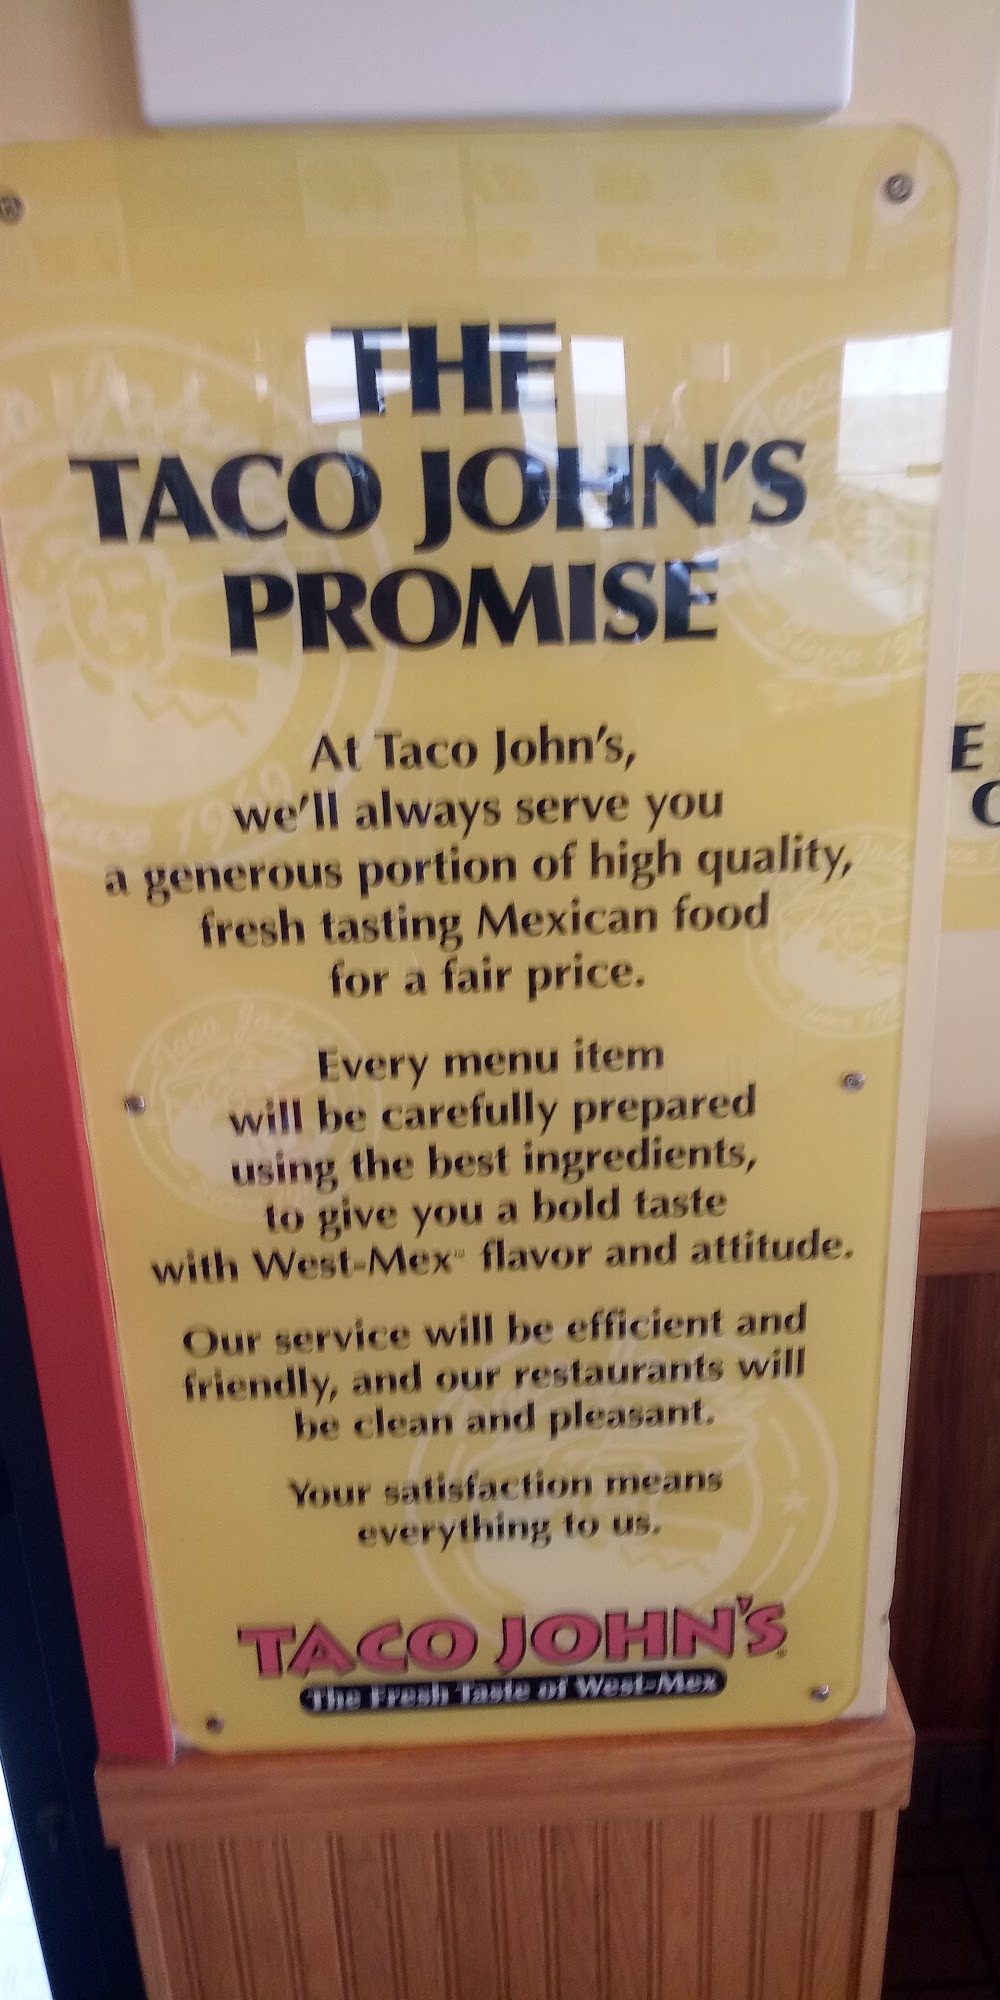 THE
TACO JOHN'S
PROMISE
At Taco John's,
we'll always serve you
a generous portion of high quality,
fresh tasting Mexican food
for a fair price.
Every menu item
will be carefully prepared
using the best ingredients,
to give you a bold taste
with West-Mex™ flavor and attitude.
Our service will be efficient and
friendly, and our restaurants will
be clean and pleasant.
Your satisfaction means
everything to us.
TACO JOHN'S
The Fresh Taste of West-Mex
since 1969